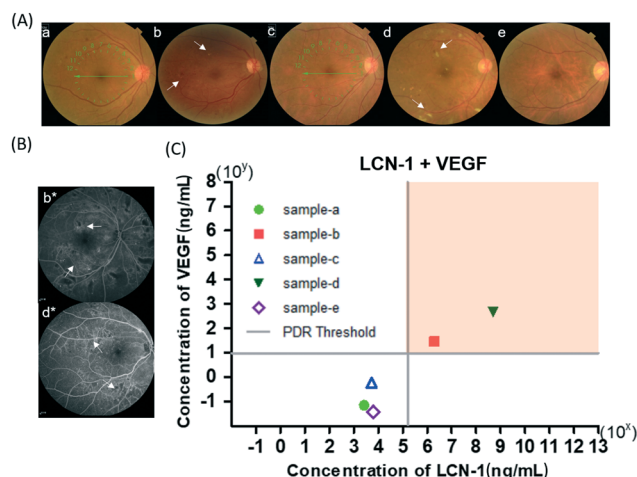 (A)
a b c d e
(B)
b*
d*
(C)
LCN-1 + VEGF
Concentration of VEGF(ng/mL)
(10ʸ)
8
7
6
5
4
3
2
1
0
-1
sample-a
sample-b
sample-c
sample-d
sample-e
PDR Threshold
-1 0 1 2 3 4 5 6 7 8 9 10 11 12 13
(10ˣ)
Concentration of LCN-1(ng/mL)